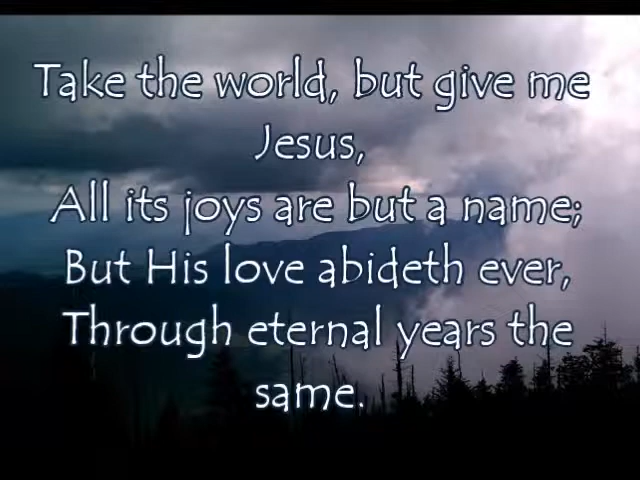 Take the world, but give me
Jesus,
All its joys are but a name;
But His love abideth ever,
Through eternal years the
same.